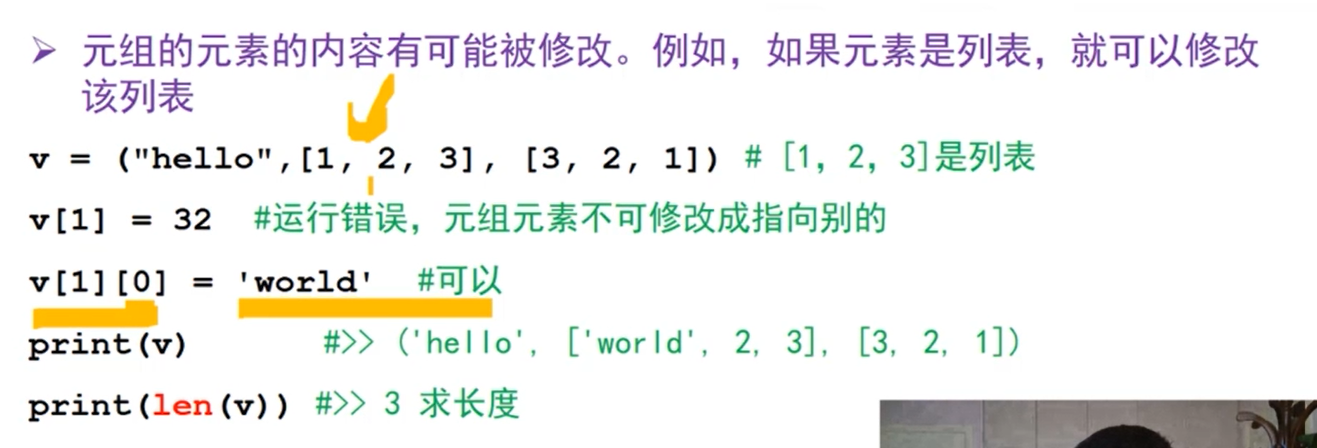 ➢ 元组的元素的内容有可能被修改。例如，如果元素是列表，就可以修改
该列表
v = ("hello",[1, 2, 3], [3, 2, 1]) # [1, 2, 3]是列表
v[1] = 32 #运行错误，元组元素不可修改成指向别的
v[1][0] = 'world' #可以
print(v) #>> ('hello', ['world', 2, 3], [3, 2, 1])
print(len(v)) #>> 3 求长度